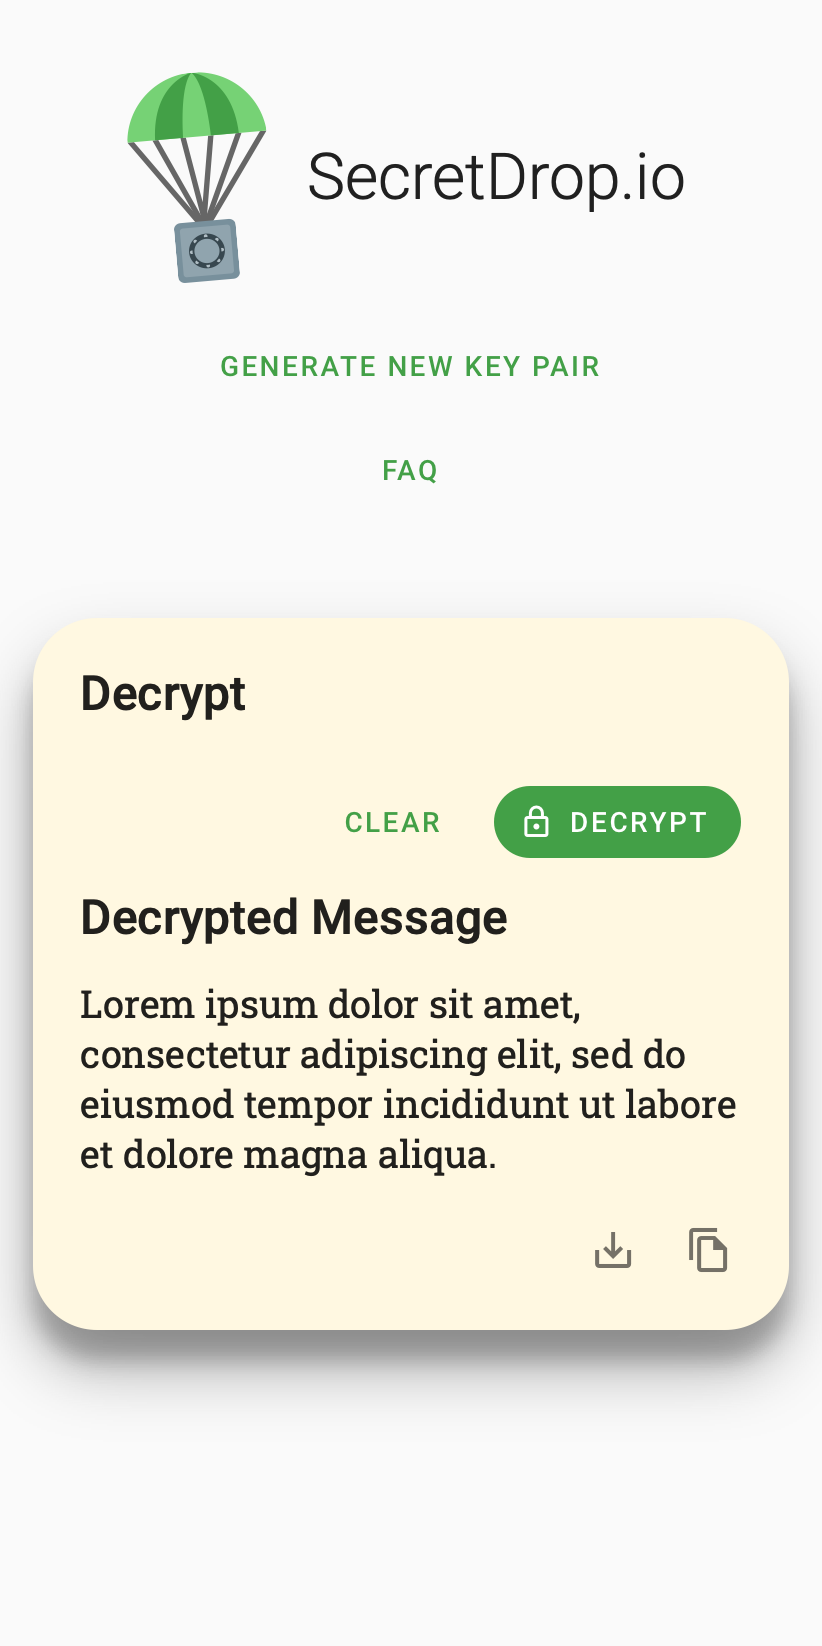 SecretDrop.io
GENERATE NEW KEY PAIR
FAQ
Decrypt
CLEAR
DECRYPT
Decrypted Message
Lorem ipsum dolor sit amet,
consectetur adipiscing elit, sed do
eiusmod tempor incididunt ut labore
et dolore magna aliqua.